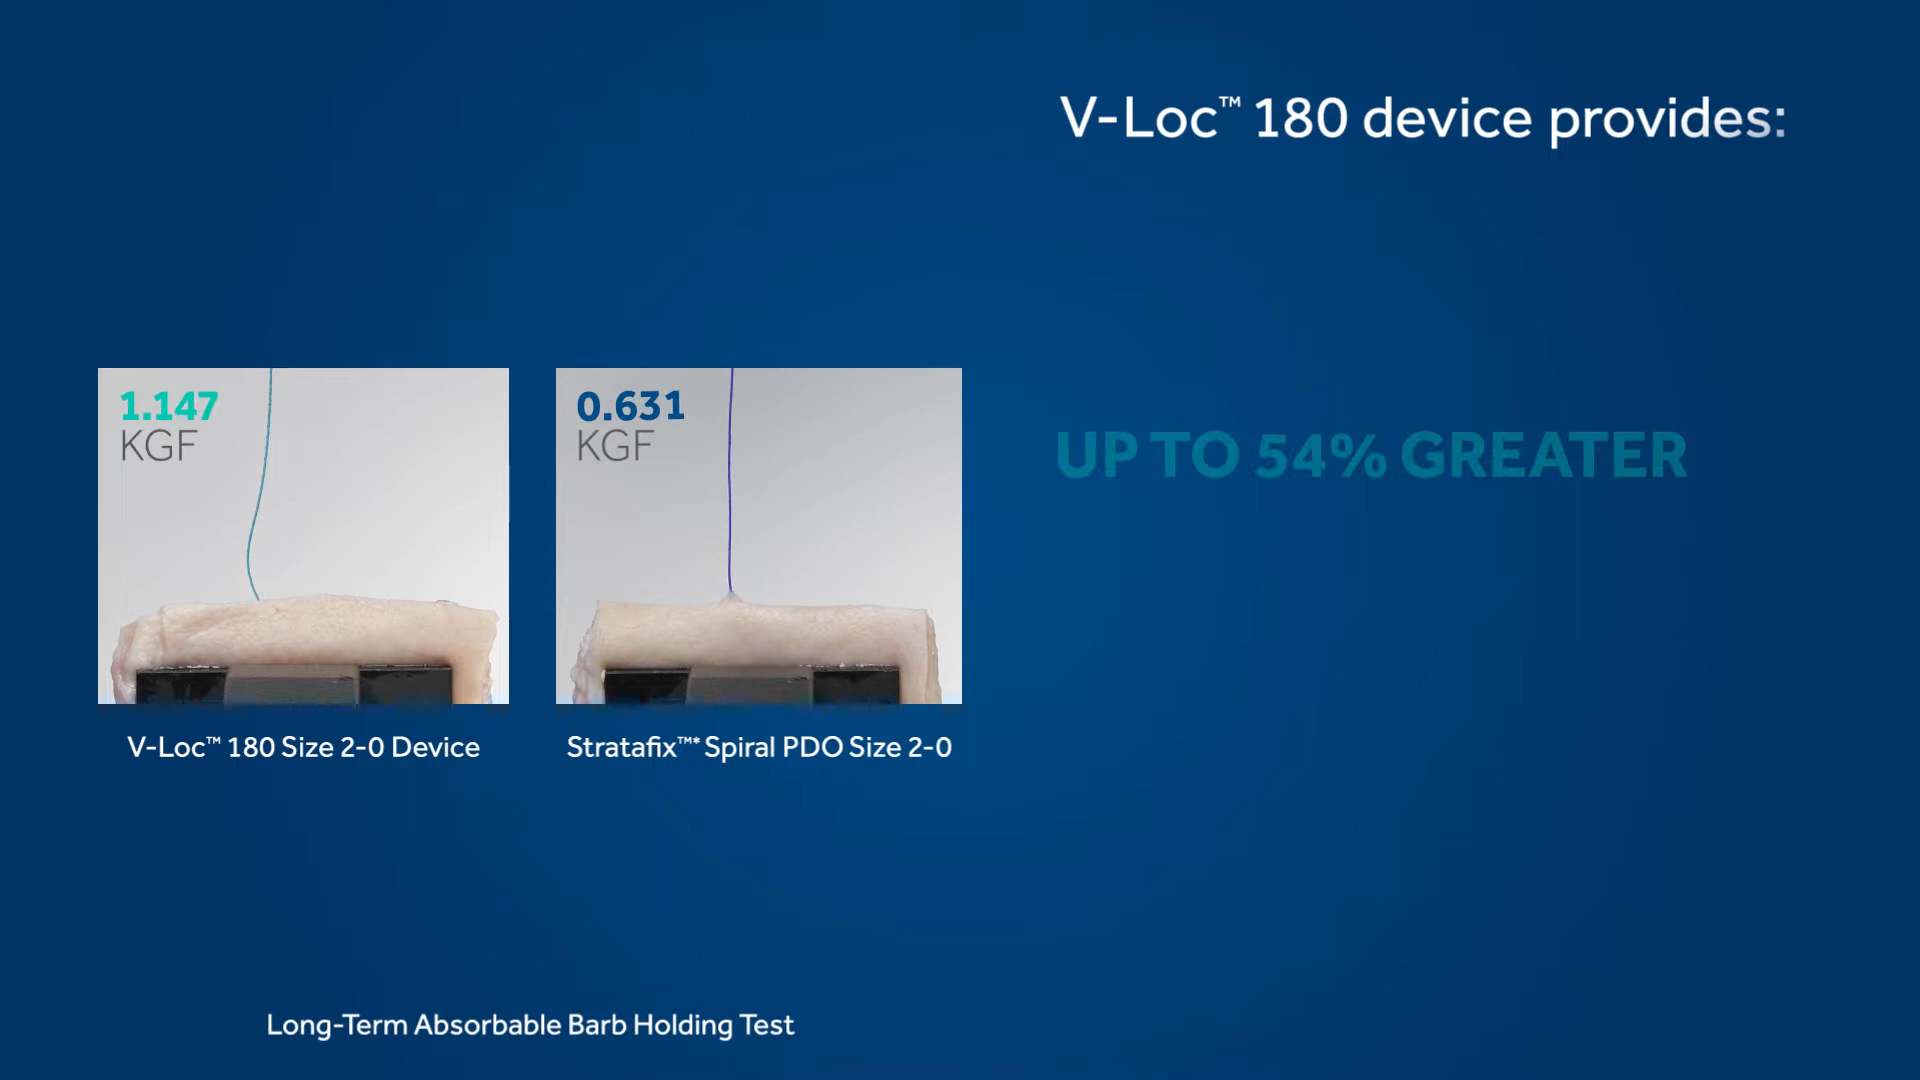 V-Loc™ 180 device provides:
1.147
KGF
0.631
KGF
UP TO 54% GREATER
V-Loc™ 180 Size 2-0 Device
Stratafix™* Spiral PDO Size 2-0
Long-Term Absorbable Barb Holding Test